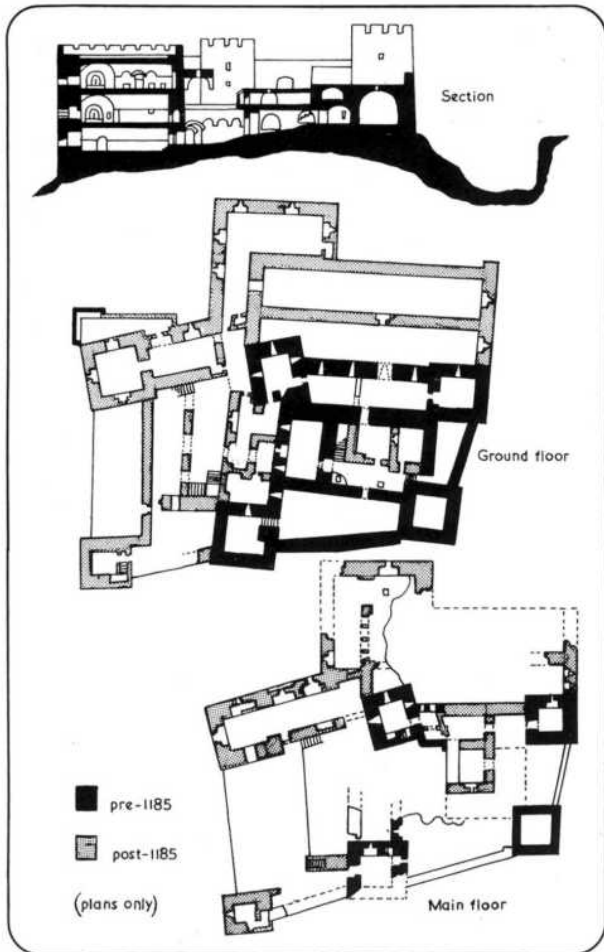 Section
Ground floor
pre-1185
post-1185
(plans only)
Main floor